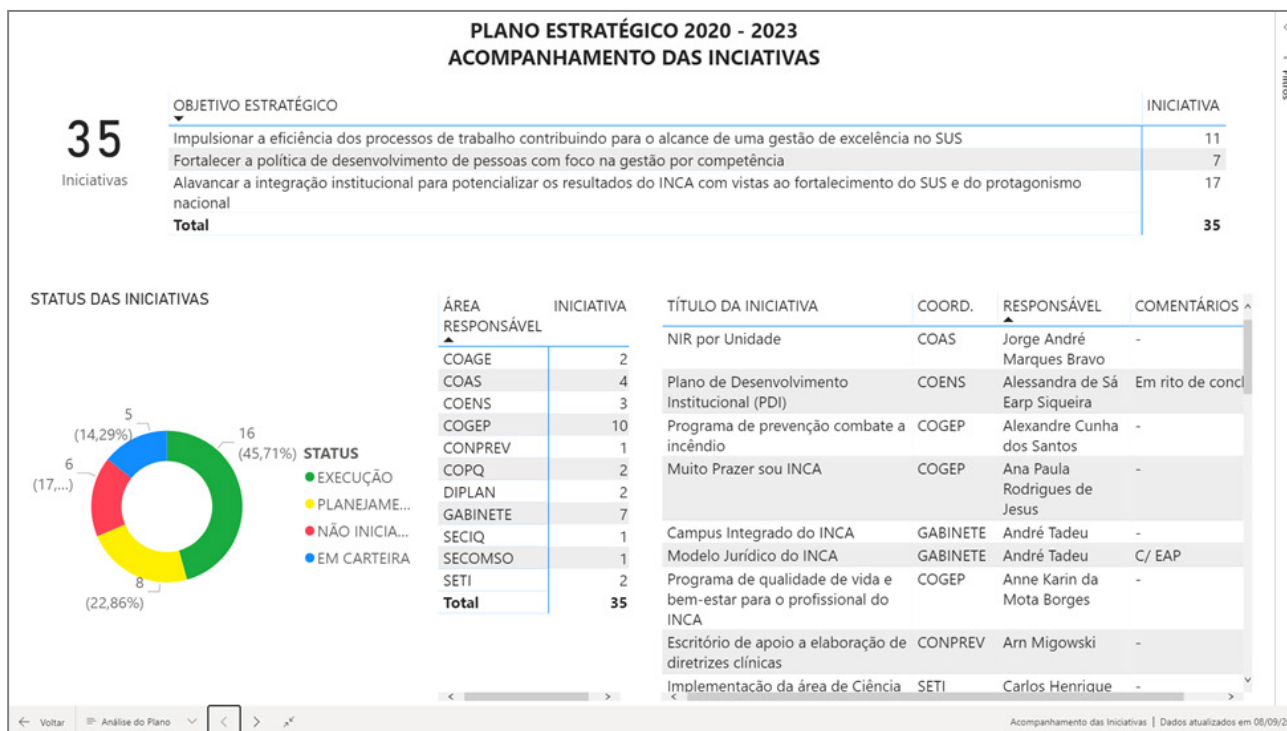 PLANO ESTRATÉGICO 2020 - 2023
ACOMPANHAMENTO DAS INCIATIVAS
Filtros
35
Iniciativas
OBJETIVO ESTRATÉGICO INICIATIVA
Impulsionar a eficiência dos processos de trabalho contribuindo para o alcance de uma gestão de excelência no SUS 11
Fortalecer a política de desenvolvimento de pessoas com foco na gestão por competência 7
Alavancar a integração institucional para potencializar os resultados do INCA com vistas ao fortalecimento do SUS e do protagonismo 17
nacional
Total 35
STATUS DAS INICIATIVAS
5
(14,29%)
16
(45,71%)
6
(17,...)
8
(22,86%)
STATUS
EXECUÇÃO
PLANEJAME...
NÃO INICIA...
EM CARTEIRA
ÁREA INICIATIVA
RESPONSÁVEL
COAGE 2
COAS 4
COENS 3
COGEP 10
CONPREV 1
COPQ 2
DIPLAN 2
GABINETE 7
SECIQ 1
SECOMSO 1
SETI 2
Total 35
TÍTULO DA INICIATIVA COORD. RESPONSÁVEL COMENTÁRIOS
NIR por Unidade COAS Jorge André -
Marques Bravo
Plano de Desenvolvimento COENS Alessandra de Sá Em rito de concl
Institucional (PDI) Earp Siqueira
Programa de prevenção combate a COGEP Alexandre Cunha -
incêndio dos Santos
Muito Prazer sou INCA COGEP Ana Paula -
Rodrigues de
Jesus
Campus Integrado do INCA GABINETE André Tadeu -
Modelo Jurídico do INCA GABINETE André Tadeu C/ EAP
Programa de qualidade de vida e COGEP Anne Karin da -
bem-estar para o profissional do Mota Borges
INCA
Escritório de apoio a elaboração de CONPREV Arn Migowski -
diretrizes clínicas
Implementação da área de Ciência SETI Carlos Henrique -
Voltar Análise do Plano
Acompanhamento das Iniciativas | Dados atualizados em 08/09/2